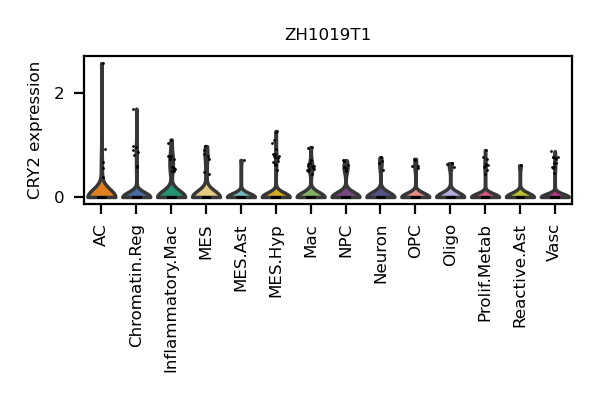 ZH1019T1
CRY2 expression
2
0
AC
Chromatin.Reg
Inflammatory.Mac
MES
MES.Ast
MES.Hyp
Mac
NPC
Neuron
OPC
Oligo
Prolif.Metab
Reactive.Ast
Vasc